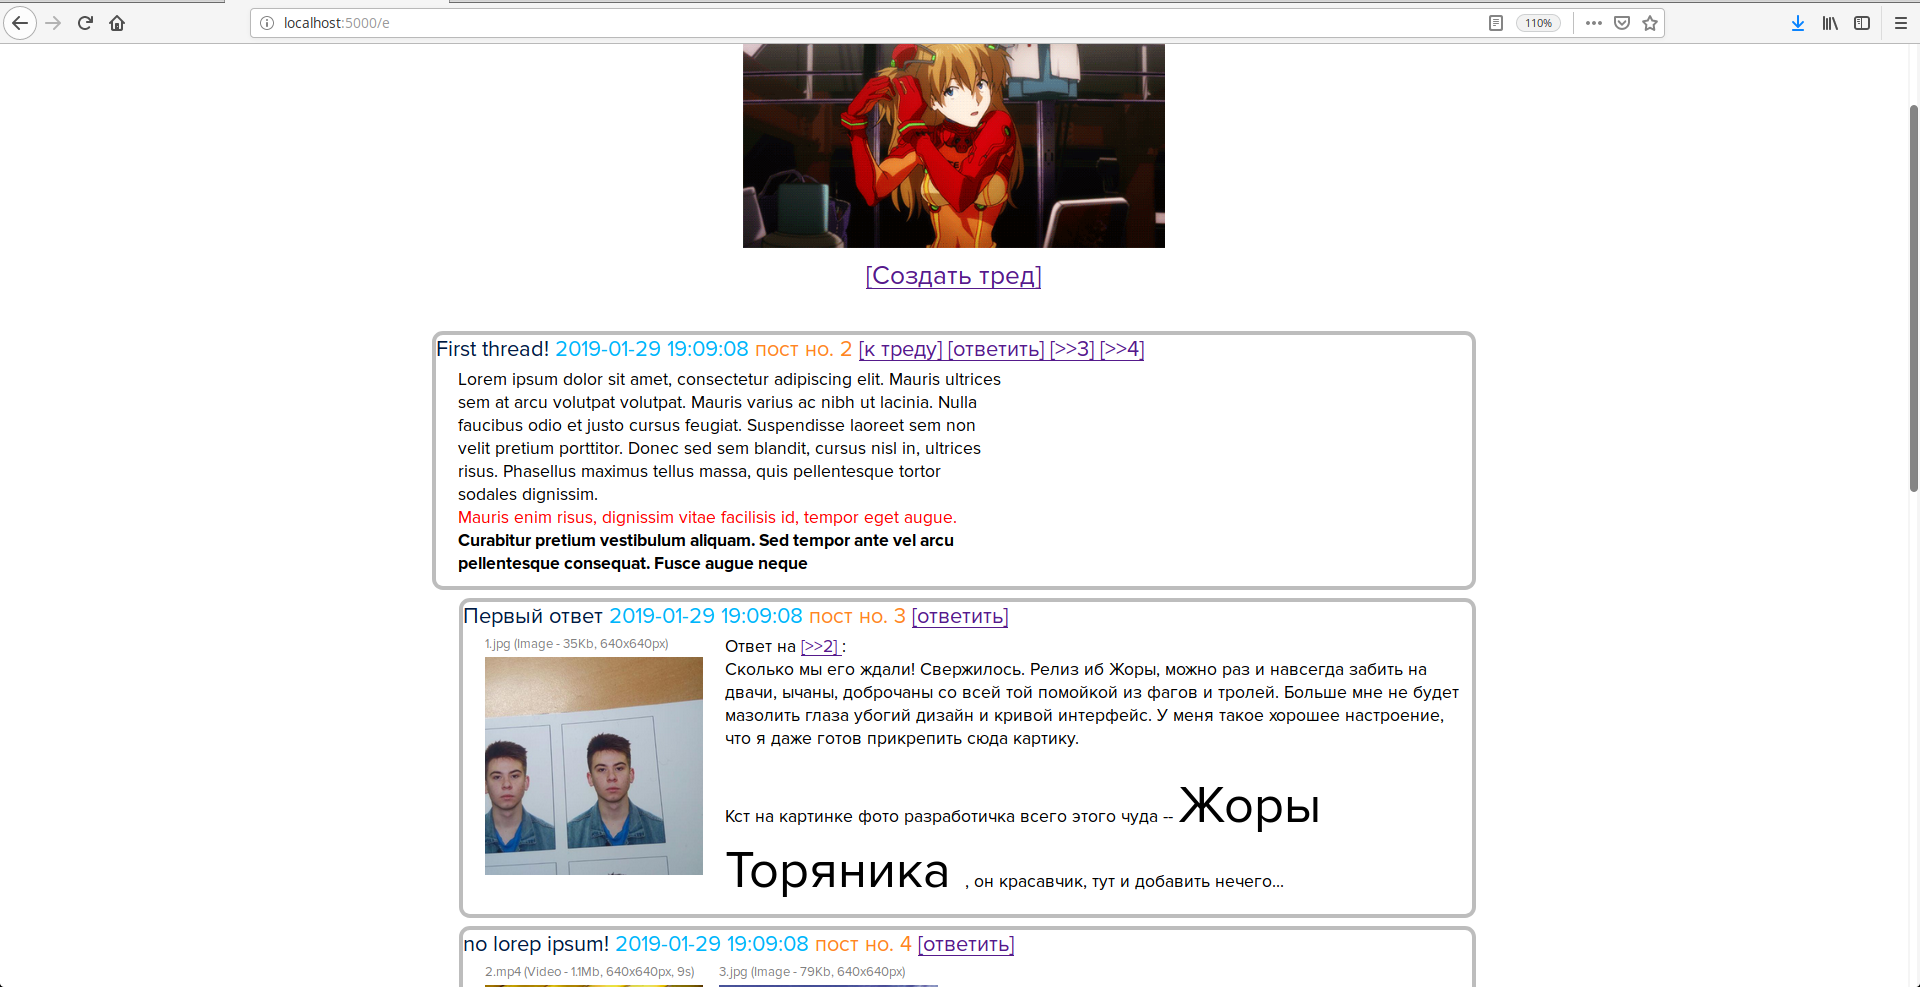 localhost:5000/e
110%
[Создать тред]
First thread! 2019-01-29 19:09:08 пост но. 2 [к треду] [ответить] [>>3] [>>4]
Lorem ipsum dolor sit amet, consectetur adipiscing elit. Mauris ultrices
sem at arcu volutpat volutpat. Mauris varius ac nibh ut lacinia. Nulla
faucibus odio et justo cursus feugiat. Suspendisse laoreet sem non
velit pretium porttitor. Donec sed sem blandit, cursus nisl in, ultrices
risus. Phasellus maximus tellus massa, quis pellentesque tortor
sodales dignissim.
Mauris enim risus, dignissim vitae facilisis id, tempor eget augue.
Curabitur pretium vestibulum aliquam. Sed tempor ante vel arcu
pellentesque consequat. Fusce augue neque
Первый ответ 2019-01-29 19:09:08 пост но. 3 [ответить]
1.jpg (Image - 35Kb, 640x640px)
Ответ на [>>2] :
Сколько мы его ждали! Свержилось. Релиз иб Жоры, можно раз и навсегда забить на
двачи, ычаны, доброчаны со всей той помойкой из фагов и тролей. Больше мне не будет
мазолить глаза убогий дизайн и кривой интерфейс. У меня такое хорошее настроение,
что я даже готов прикрепить сюда картику.
Кст на картинке фото разработичка всего этого чуда -- Жоры
Торяника , он красавчик, тут и добавить нечего...
no lorep ipsum! 2019-01-29 19:09:08 пост но. 4 [ответить]
2.mp4 (Video - 1.1Mb, 640x640px, 9s) 3.jpg (Image - 79Kb, 640x640px)